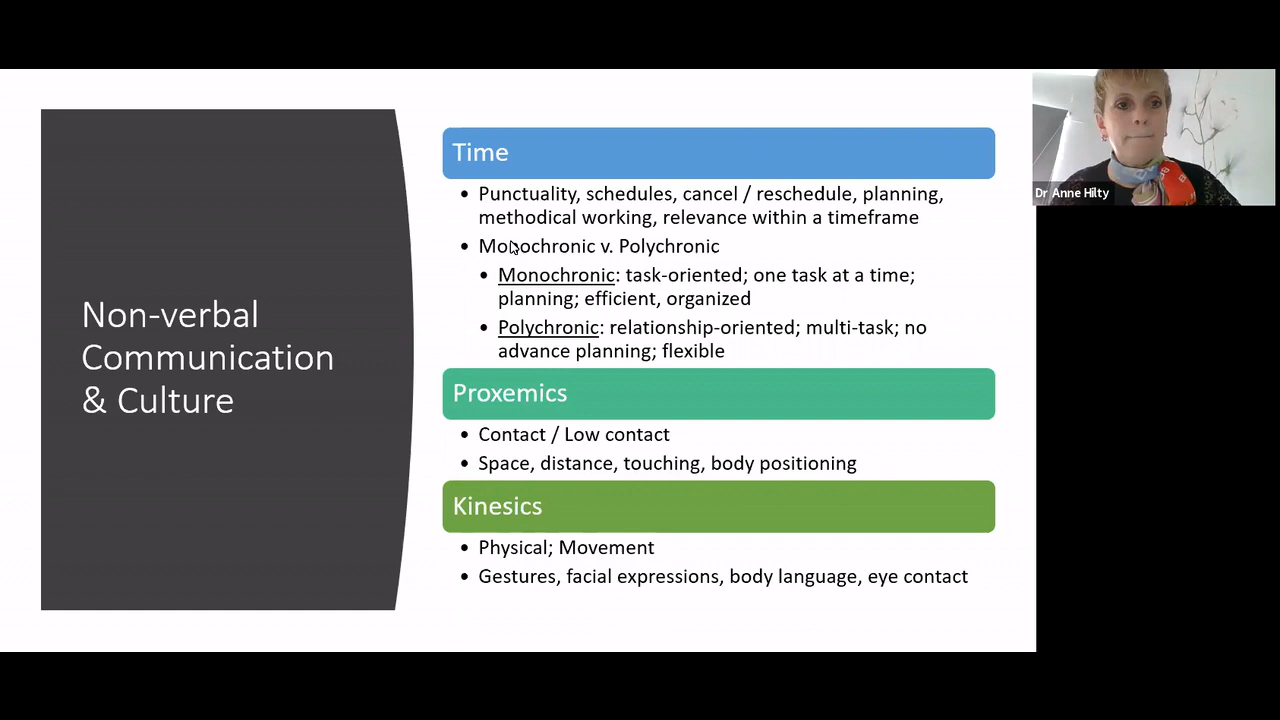 Non-verbal
Communication
& Culture
Time
• Punctuality, schedules, cancel / reschedule, planning,
methodical working, relevance within a timeframe
• Monochronic v. Polychronic
• Monochronic: task-oriented; one task at a time;
planning; efficient, organized
• Polychronic: relationship-oriented; multi-task; no
advance planning; flexible
Proxemics
• Contact / Low contact
• Space, distance, touching, body positioning
Kinesics
• Physical; Movement
• Gestures, facial expressions, body language, eye contact
Dr Anne Hilty